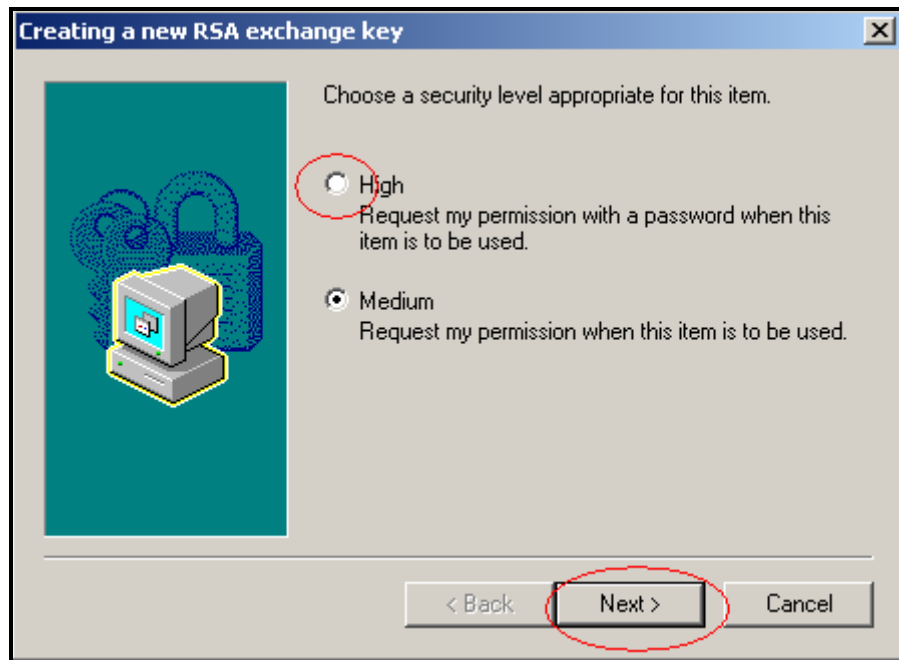 Creating a new RSA exchange key
Choose a security level appropriate for this item.
High
Request my permission with a password when this
item is to be used.
Medium
Request my permission when this item is to be used.
< Back
Next >
Cancel